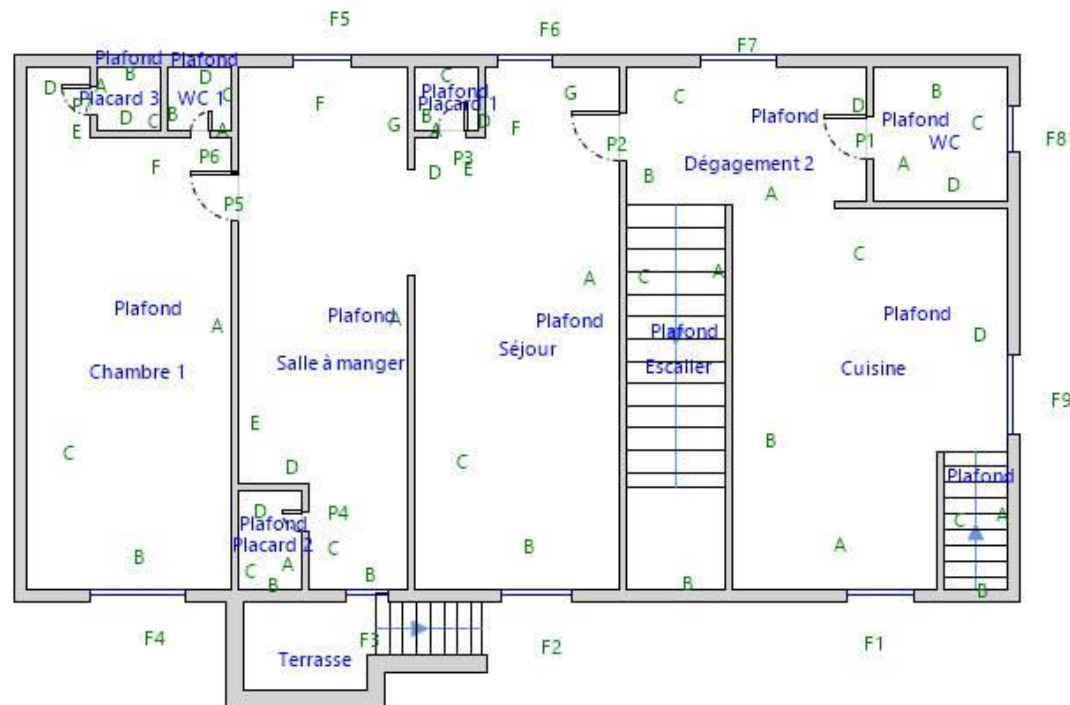 F5
F6
F7
Plafond
Plafond
B
D
C
D
A
C
Plafond
Placard 3
WC 1
D
C
B
A
P7
E
F
P6
P5
F
G
Plafond
Placard 1
B
A
D
D
P3
E
F
G
P2
C
B
Plafond
Dégagement 2
A
D
P1
Plafond
WC
B
C
A
D
F8
Plafond
A
Chambre 1
C
B
Plafond
A
Salle à manger
E
D
D
Plafond
Placard 2
P4
C
A
C
B
B
A
Plafond
Séjour
C
B
C
A
Plafond
Escalier
B
C
Plafond
D
Cuisine
B
A
F9
Plafond
C
A
B
F4
F3
F2
F1
Terrasse